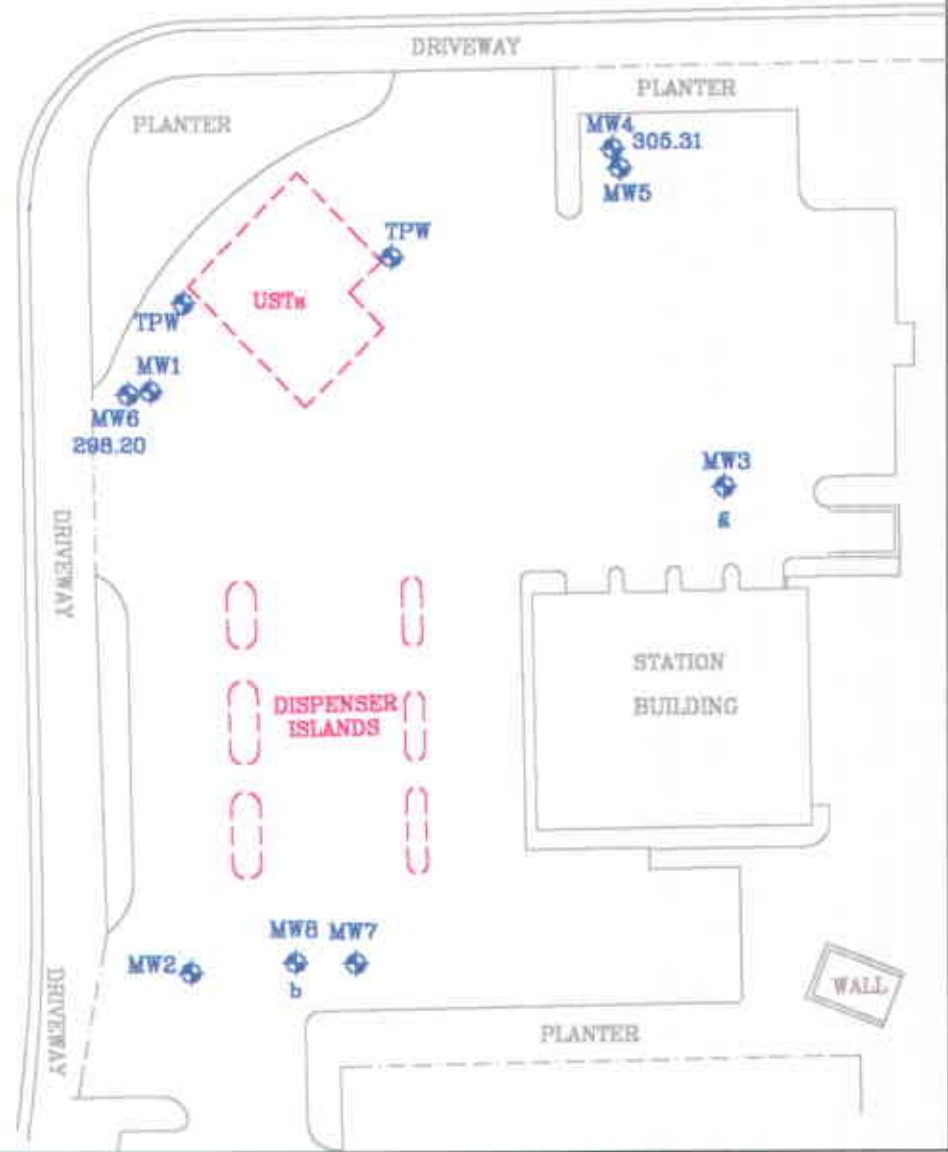 DRIVEWAY
PLANTER
PLANTER
MW4
305.31
MW5
TPW
USTs
TPW
MW1
MW6
298.20
MW3
DRIVEWAY
STATION
BUILDING
DISPENSER
ISLANDS
MW8 MW7
MW2
b
WALL
DRIVEWAY
PLANTER